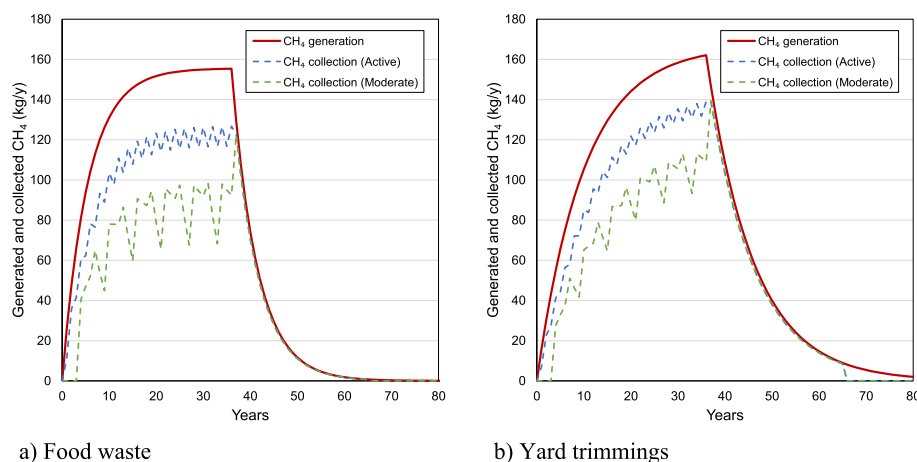 180
160
140
120
100
80
60
40
20
0
Generated and collected CH₄ (kg/y)
CH₄ generation
CH₄ collection (Active)
CH₄ collection (Moderate)
0 10 20 30 40 50 60 70 80
Years
a) Food waste
180
160
140
120
100
80
60
40
20
0
Generated and collected CH₄ (kg/y)
CH₄ generation
CH₄ collection (Active)
CH₄ collection (Moderate)
0 10 20 30 40 50 60 70 80
Years
b) Yard trimmings